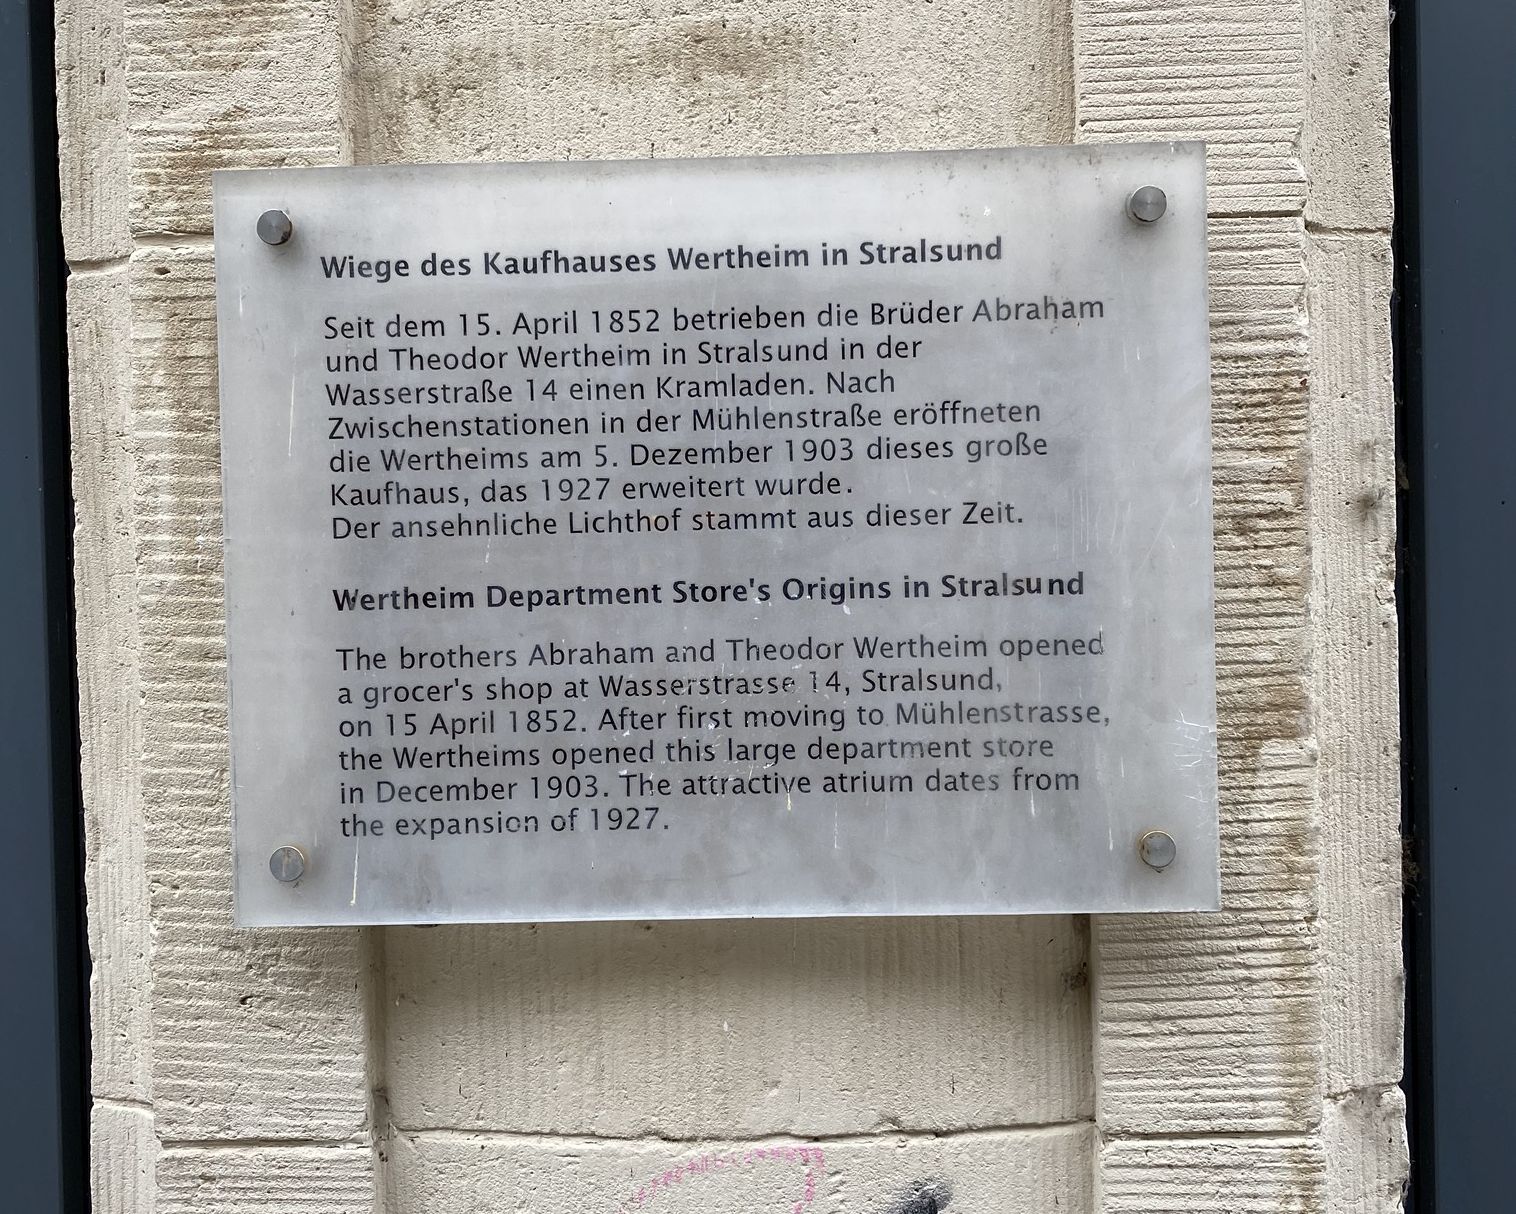 Wiege des Kaufhauses Wertheim in Stralsund
Seit dem 15. April 1852 betrieben die Brüder Abraham
und Theodor Wertheim in Stralsund in der
Wasserstraße 14 einen Kramladen. Nach
Zwischenstationen in der Mühlenstraße eröffneten
die Wertheims am 5. Dezember 1903 dieses große
Kaufhaus, das 1927 erweitert wurde.
Der ansehnliche Lichthof stammt aus dieser Zeit.
Wertheim Department Store's Origins in Stralsund
The brothers Abraham and Theodor Wertheim opened
a grocer's shop at Wasserstrasse 14, Stralsund,
on 15 April 1852. After first moving to Mühlenstrasse,
the Wertheims opened this large department store
in December 1903. The attractive atrium dates from
the expansion of 1927.